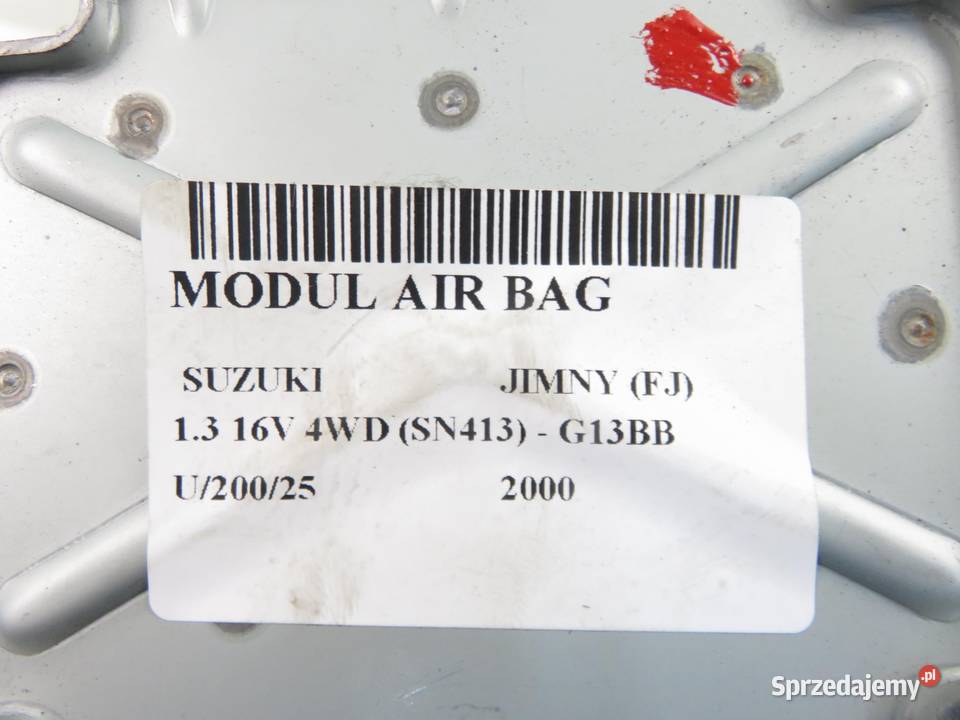 MODUL AIR BAG
SUZUKI JIMNY (FJ)
1.3 16V 4WD (SN413) - G13BB
U/200/25 2000
Sprzedajemy.pl